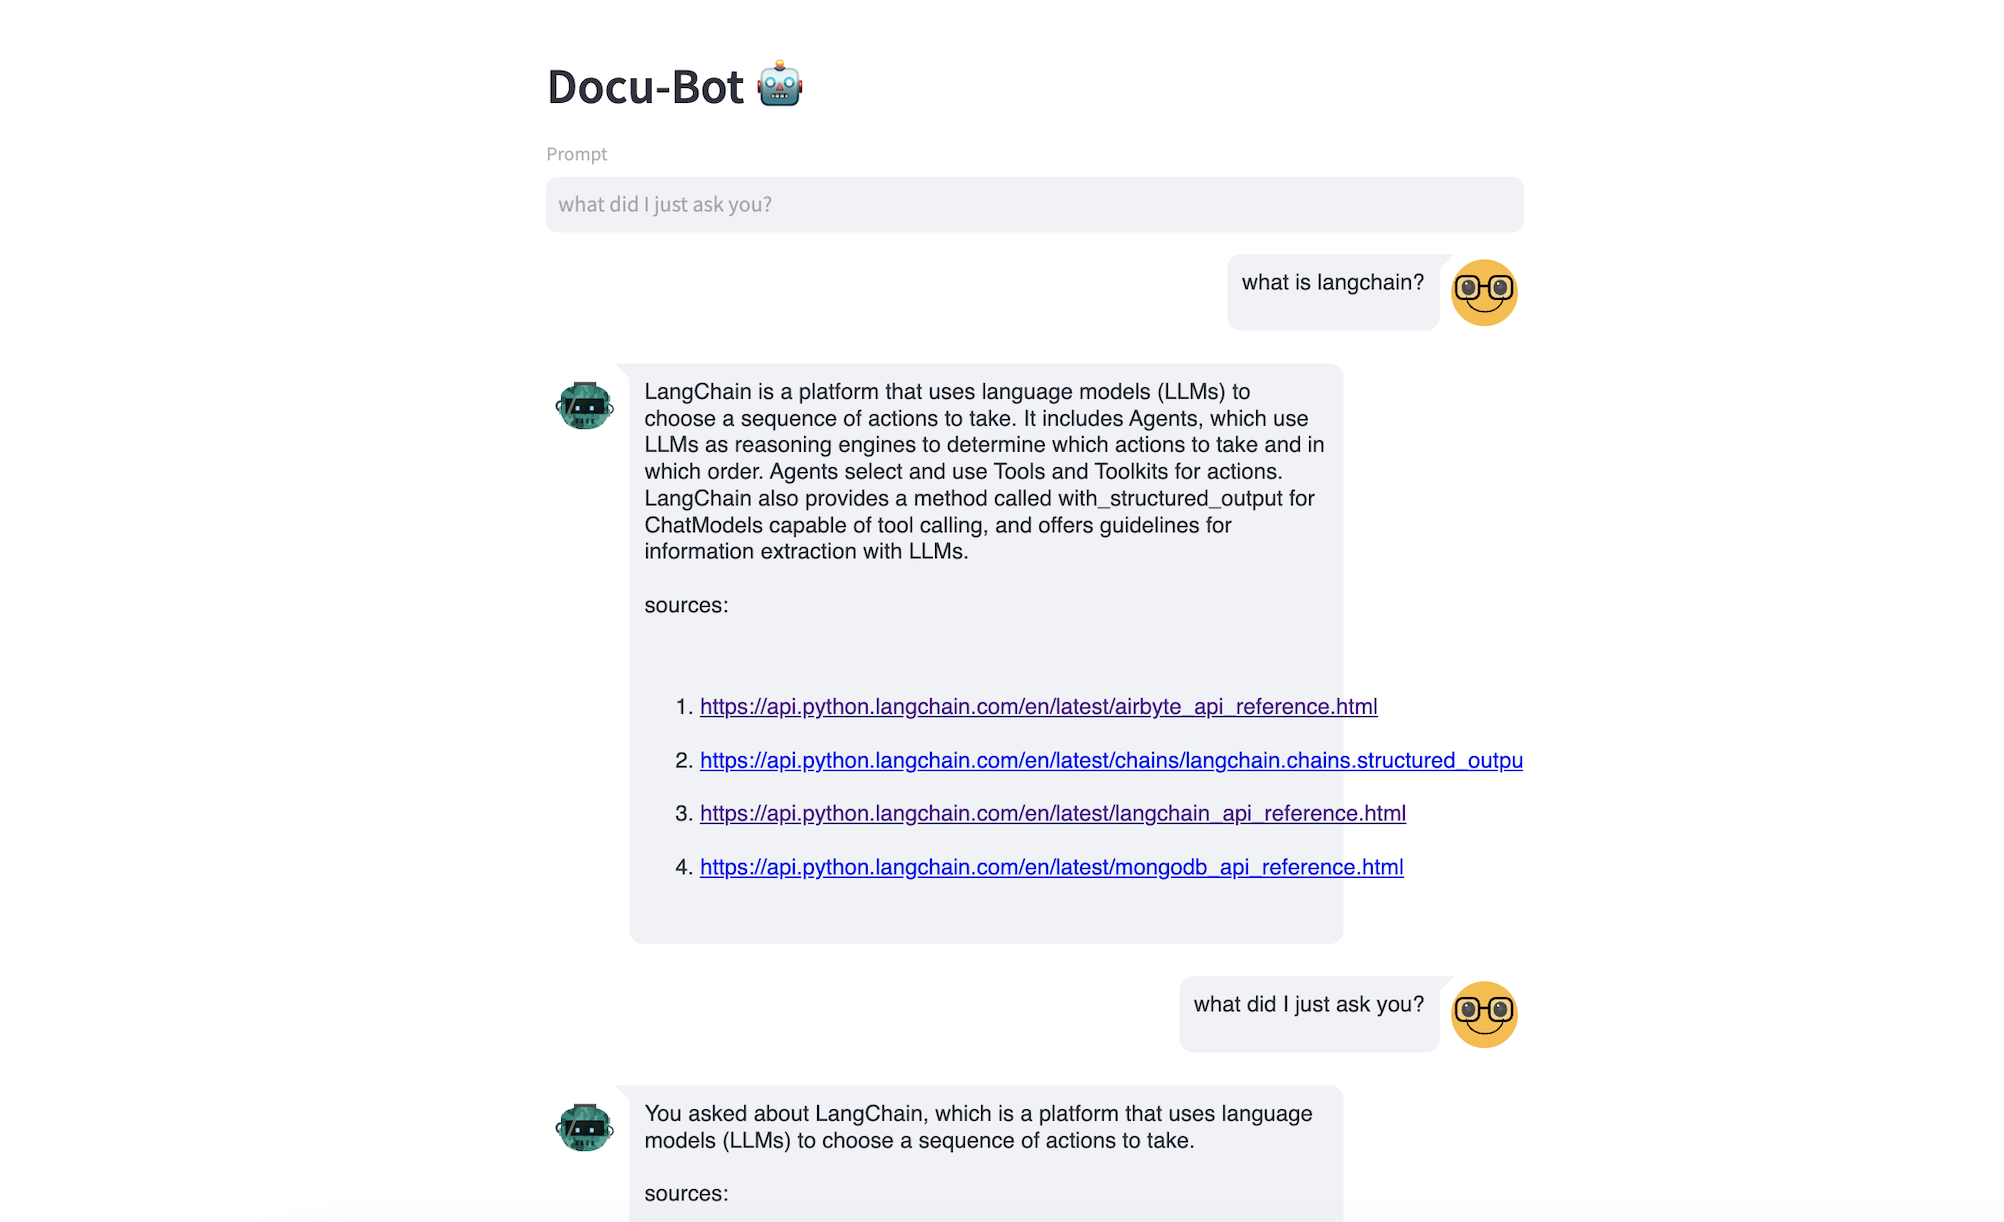 Docu-Bot
Prompt
what did I just ask you?
what is langchain?
LangChain is a platform that uses language models (LLMs) to
choose a sequence of actions to take. It includes Agents, which use
LLMs as reasoning engines to determine which actions to take and in
which order. Agents select and use Tools and Toolkits for actions.
LangChain also provides a method called with_structured_output for
ChatModels capable of tool calling, and offers guidelines for
information extraction with LLMs.
sources:
1. https://api.python.langchain.com/en/latest/airbyte_api_reference.html
2. https://api.python.langchain.com/en/latest/chains/langchain.chains.structured_outpu
3. https://api.python.langchain.com/en/latest/langchain_api_reference.html
4. https://api.python.langchain.com/en/latest/mongodb_api_reference.html
what did I just ask you?
You asked about LangChain, which is a platform that uses language
models (LLMs) to choose a sequence of actions to take.
sources: